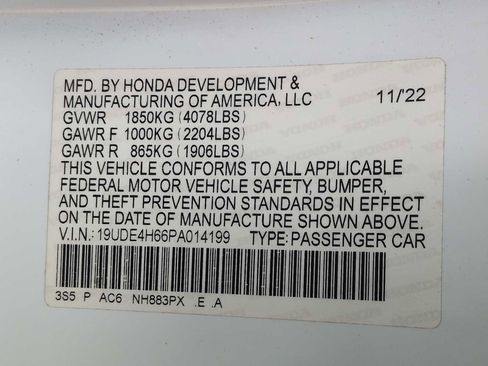 MFD. BY HONDA DEVELOPMENT &
MANUFACTURING OF AMERICA, LLC 11/'22
GVWR 1850KG (4078LBS)
GAWR F 1000KG (2204LBS)
GAWR R 865KG (1906LBS)
THIS VEHICLE CONFORMS TO ALL APPLICABLE
FEDERAL MOTOR VEHICLE SAFETY, BUMPER,
AND THEFT PREVENTION STANDARDS IN EFFECT
ON THE DATE OF MANUFACTURE SHOWN ABOVE.
V.I.N.: 19UDE4H66PA014199 TYPE: PASSENGER CAR
3S5 P AC6 NH883PX .E .A